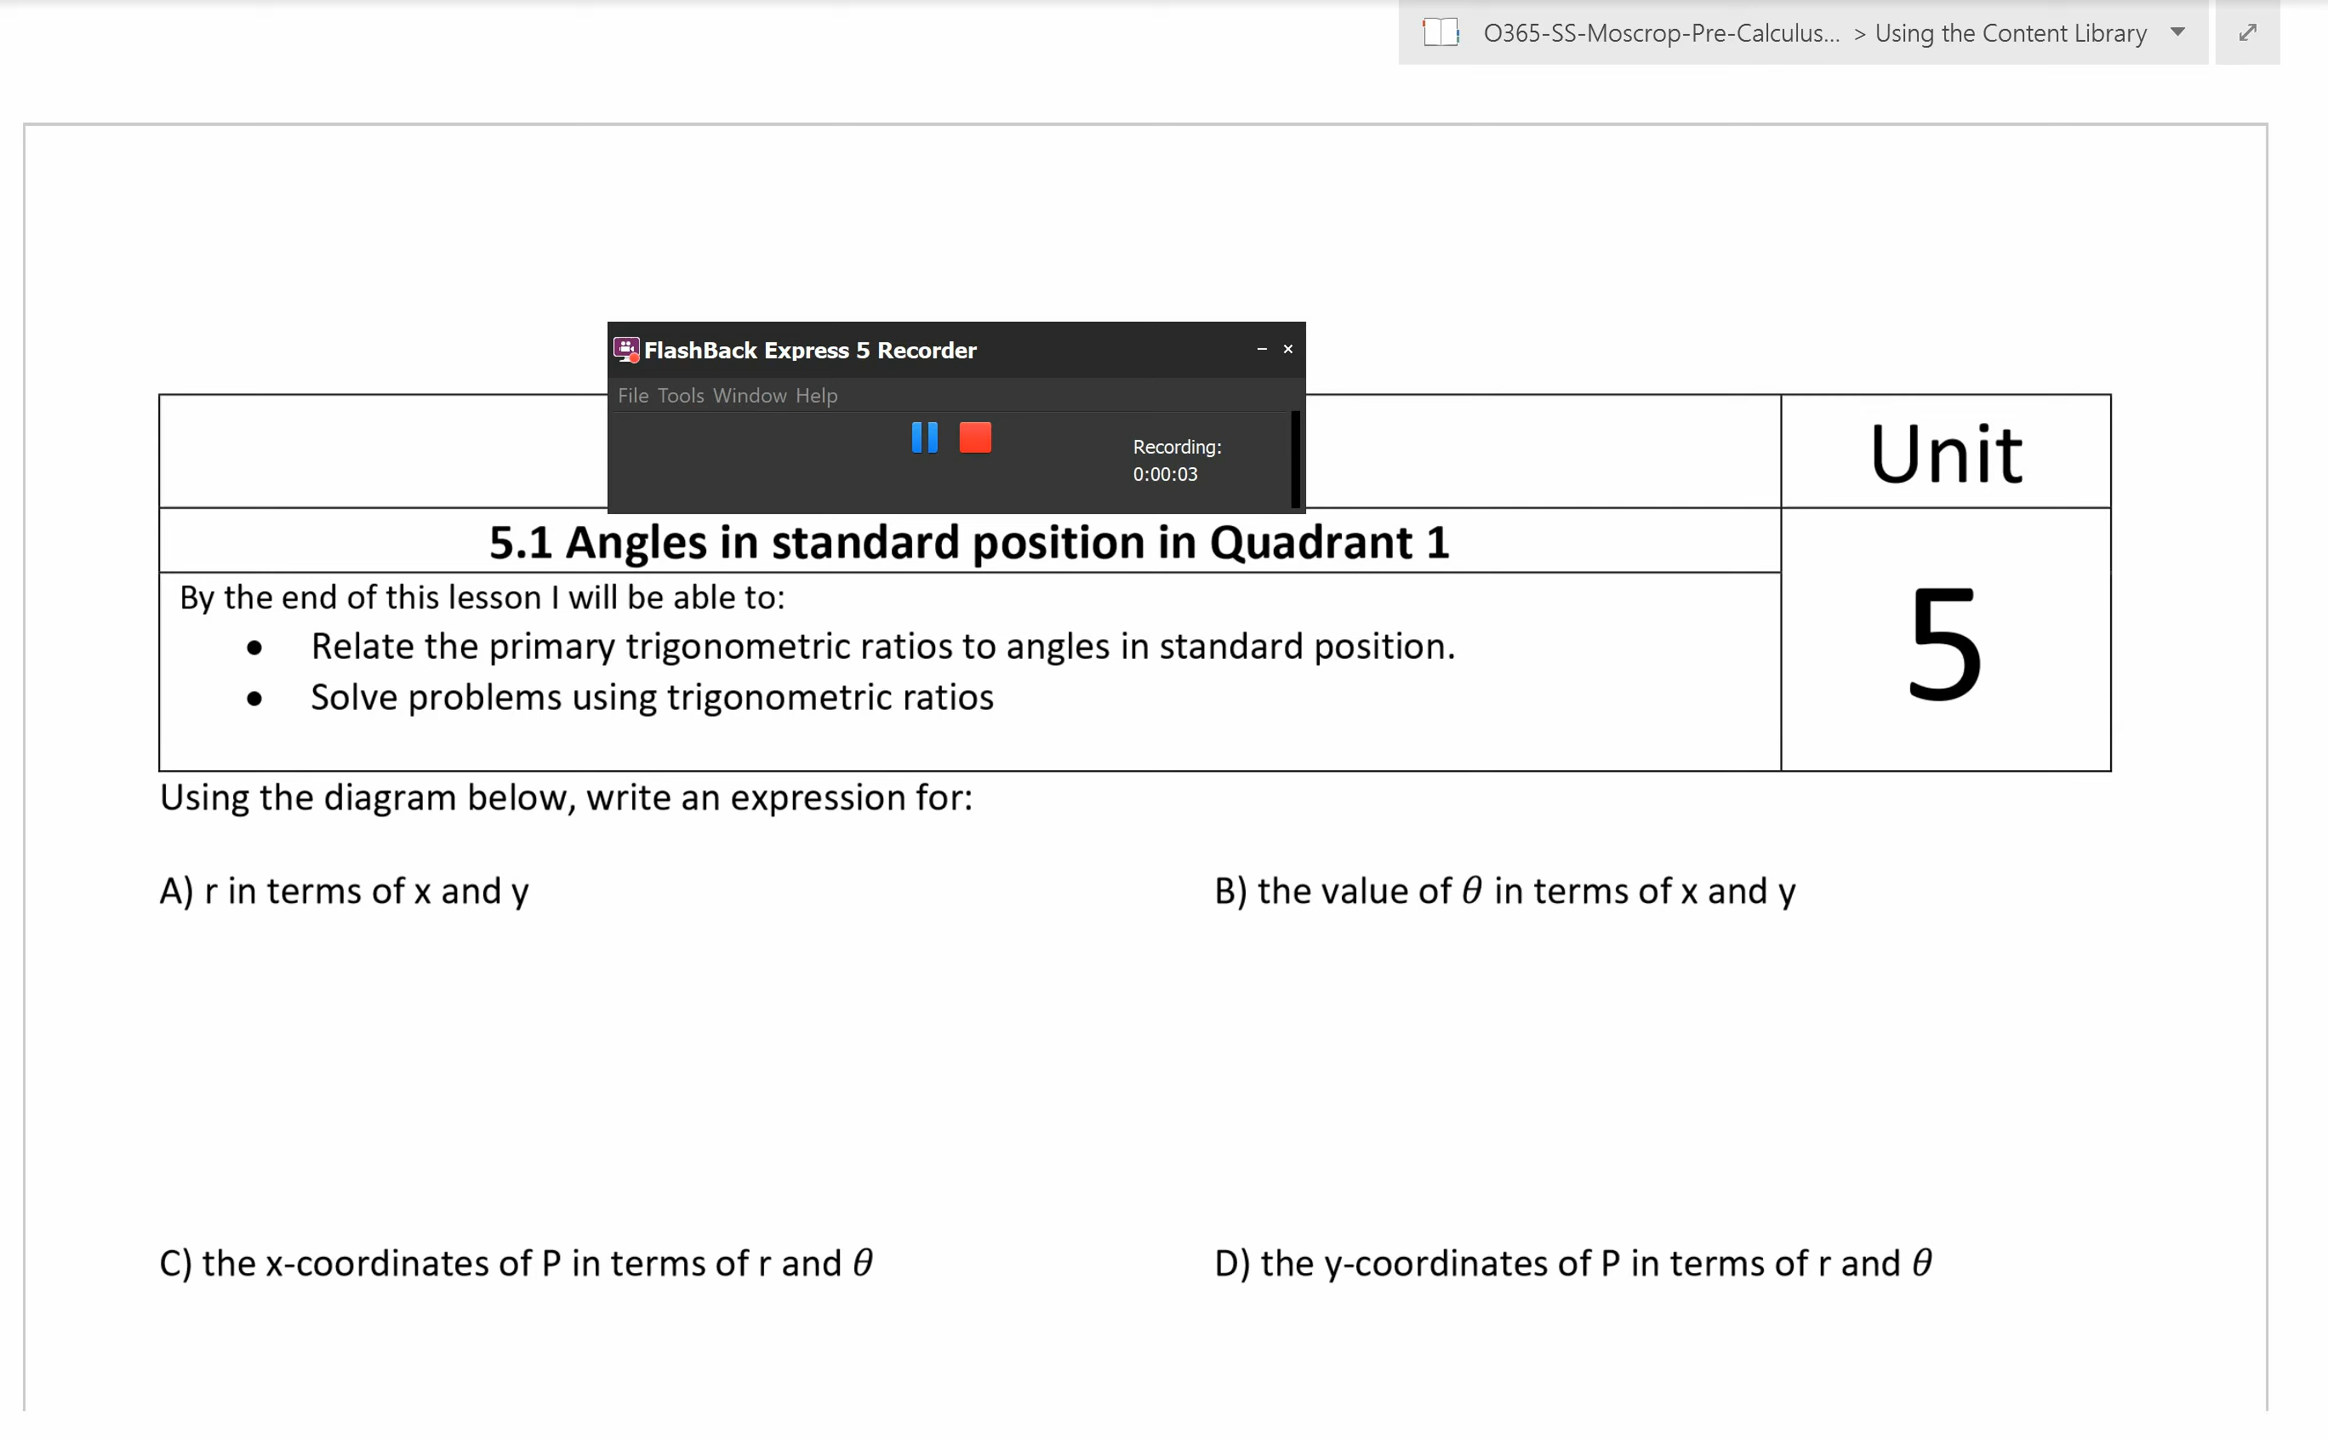 O365-SS-Moscrop-Pre-Calculus... > Using the Content Library
FlashBack Express 5 Recorder
File Tools Window Help
Recording:
0:00:03
Unit
5.1 Angles in standard position in Quadrant 1
5
By the end of this lesson I will be able to:
• Relate the primary trigonometric ratios to angles in standard position.
• Solve problems using trigonometric ratios
Using the diagram below, write an expression for:
A) r in terms of x and y
B) the value of θ in terms of x and y
C) the x-coordinates of P in terms of r and θ
D) the y-coordinates of P in terms of r and θ